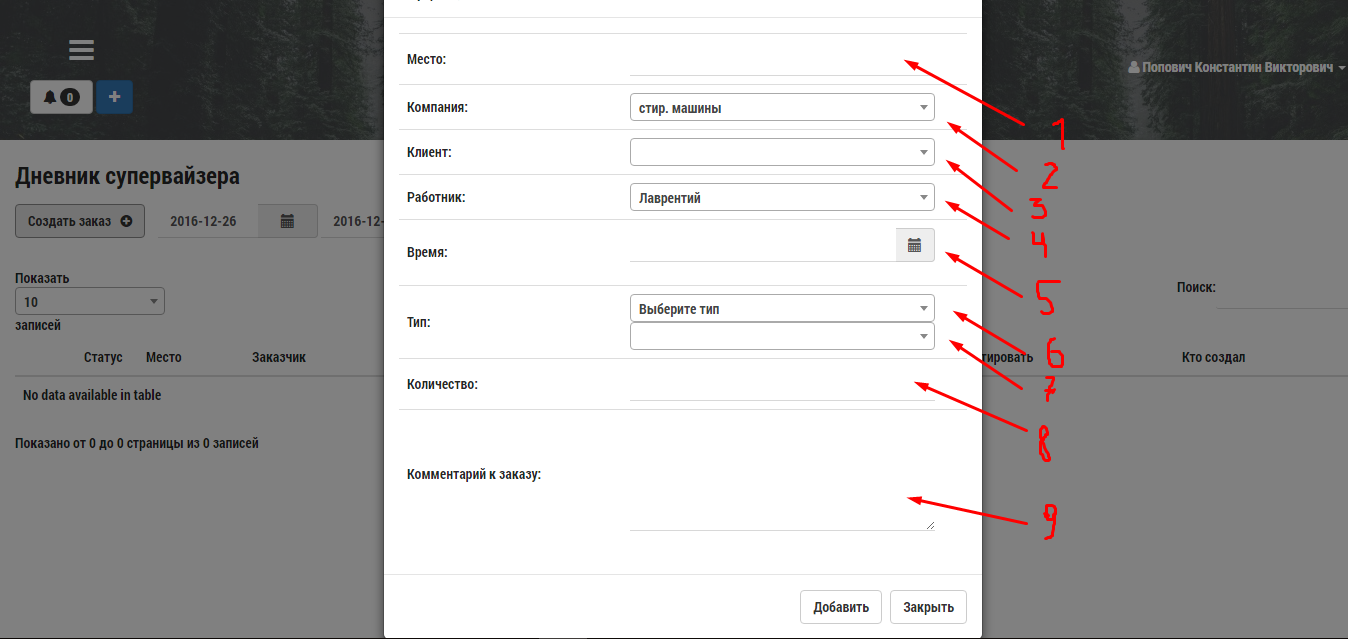 0
Попович Константин Викторович
Дневник супервайзера
Создать заказ
2016-12-26
2016-12-
Показать
10
записей
Поиск:
Статус
Место
Заказчик
тировать
Кто создал
No data available in table
Показано от 0 до 0 страницы из 0 записей
Место:
Компания:
стир. машины
Клиент:
Работник:
Лаврентий
Время:
Тип:
Выберите тип
Количество:
Комментарий к заказу:
Добавить
Закрыть
1
2
3
4
5
6
7
8
9